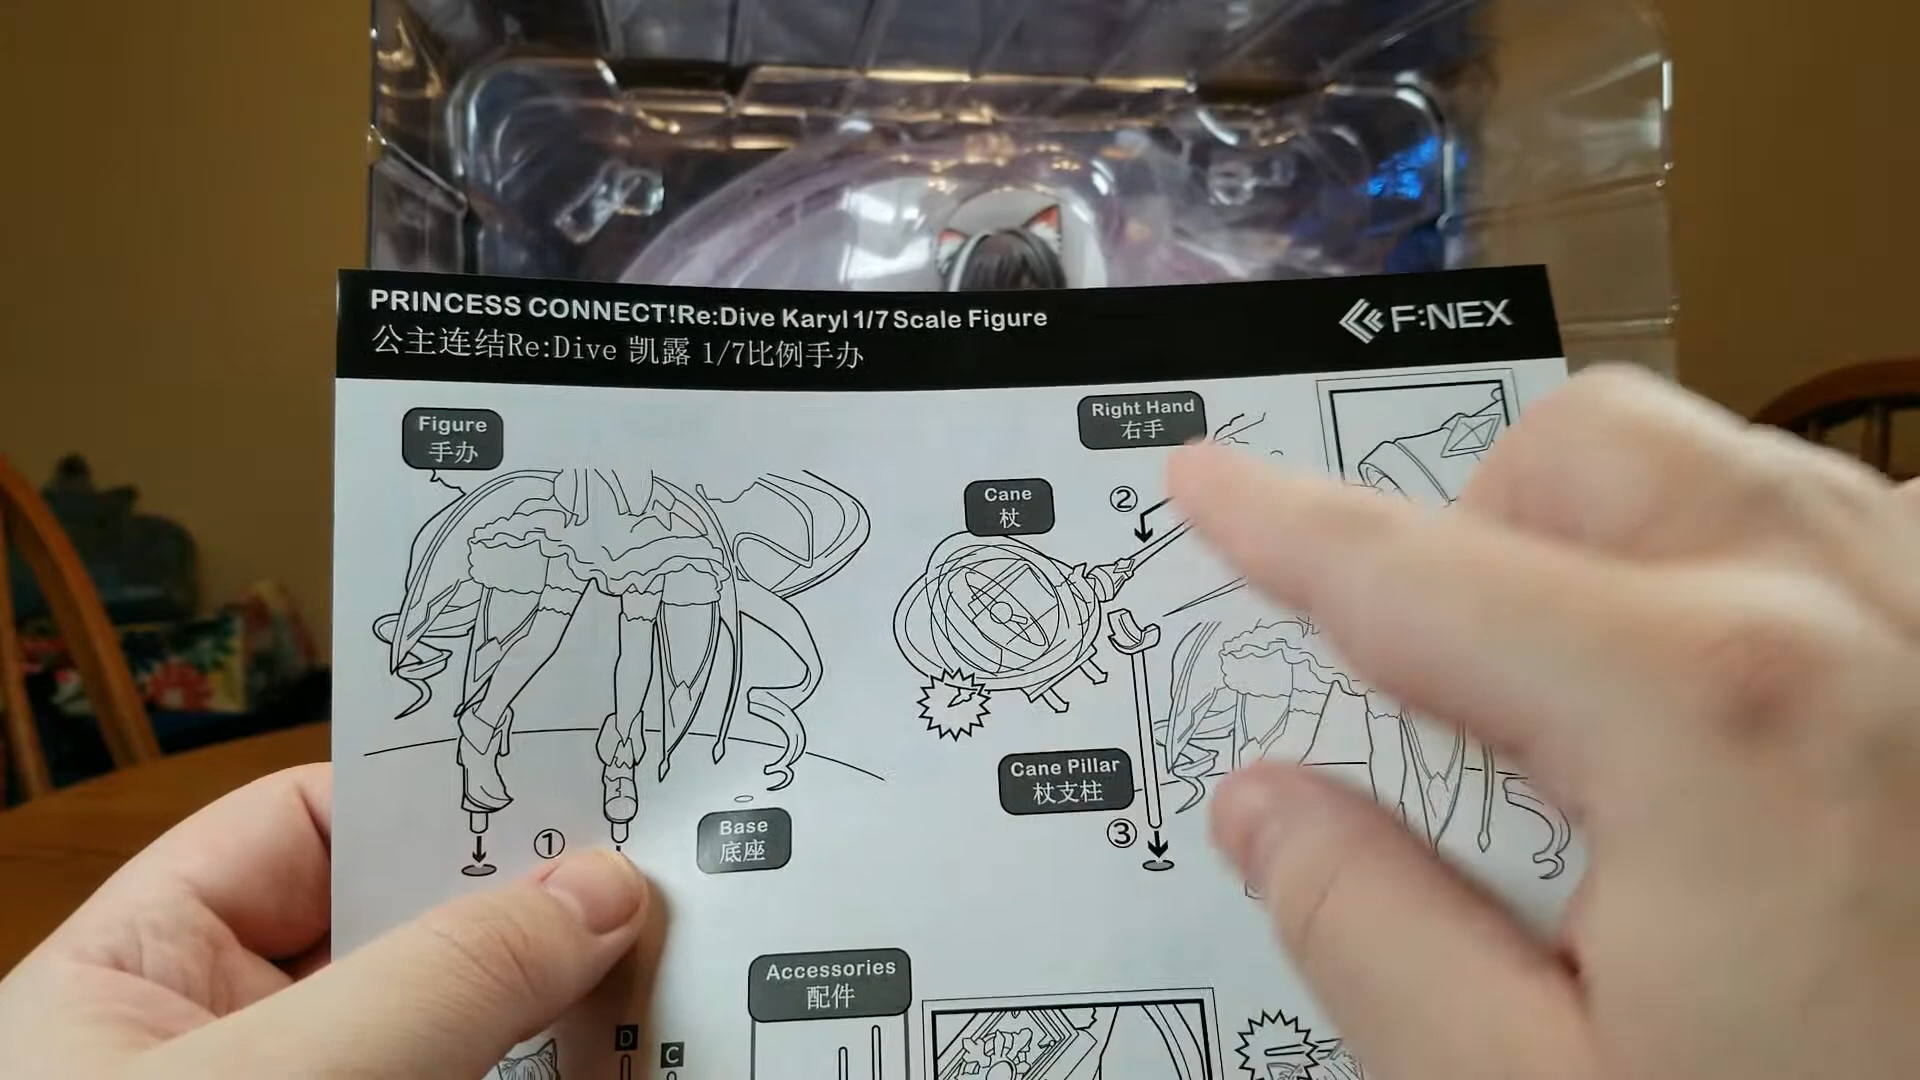 PRINCESS CONNECT!Re:Dive Karyl 1/7 Scale Figure
公主连结Re:Dive 凯露 1/7比例手办
F:NEX
Figure
手办
Right Hand
右手
Cane
杖
②
Cane Pillar
杖支柱
③
①
Base
底座
Accessories
配件
D
C